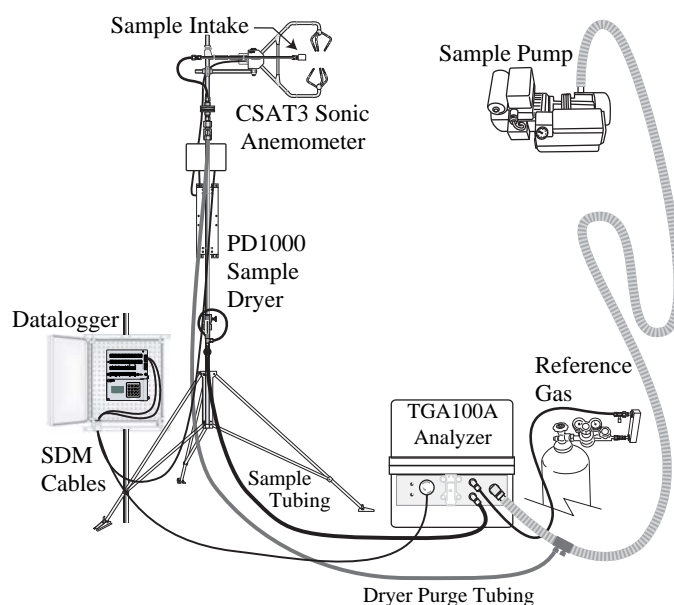 Sample Intake
Sample Pump
CSAT3 Sonic
Anemometer
PD1000
Sample
Dryer
Datalogger
Reference
Gas
TGA100A
Analyzer
SDM
Cables
Sample
Tubing
Dryer Purge Tubing